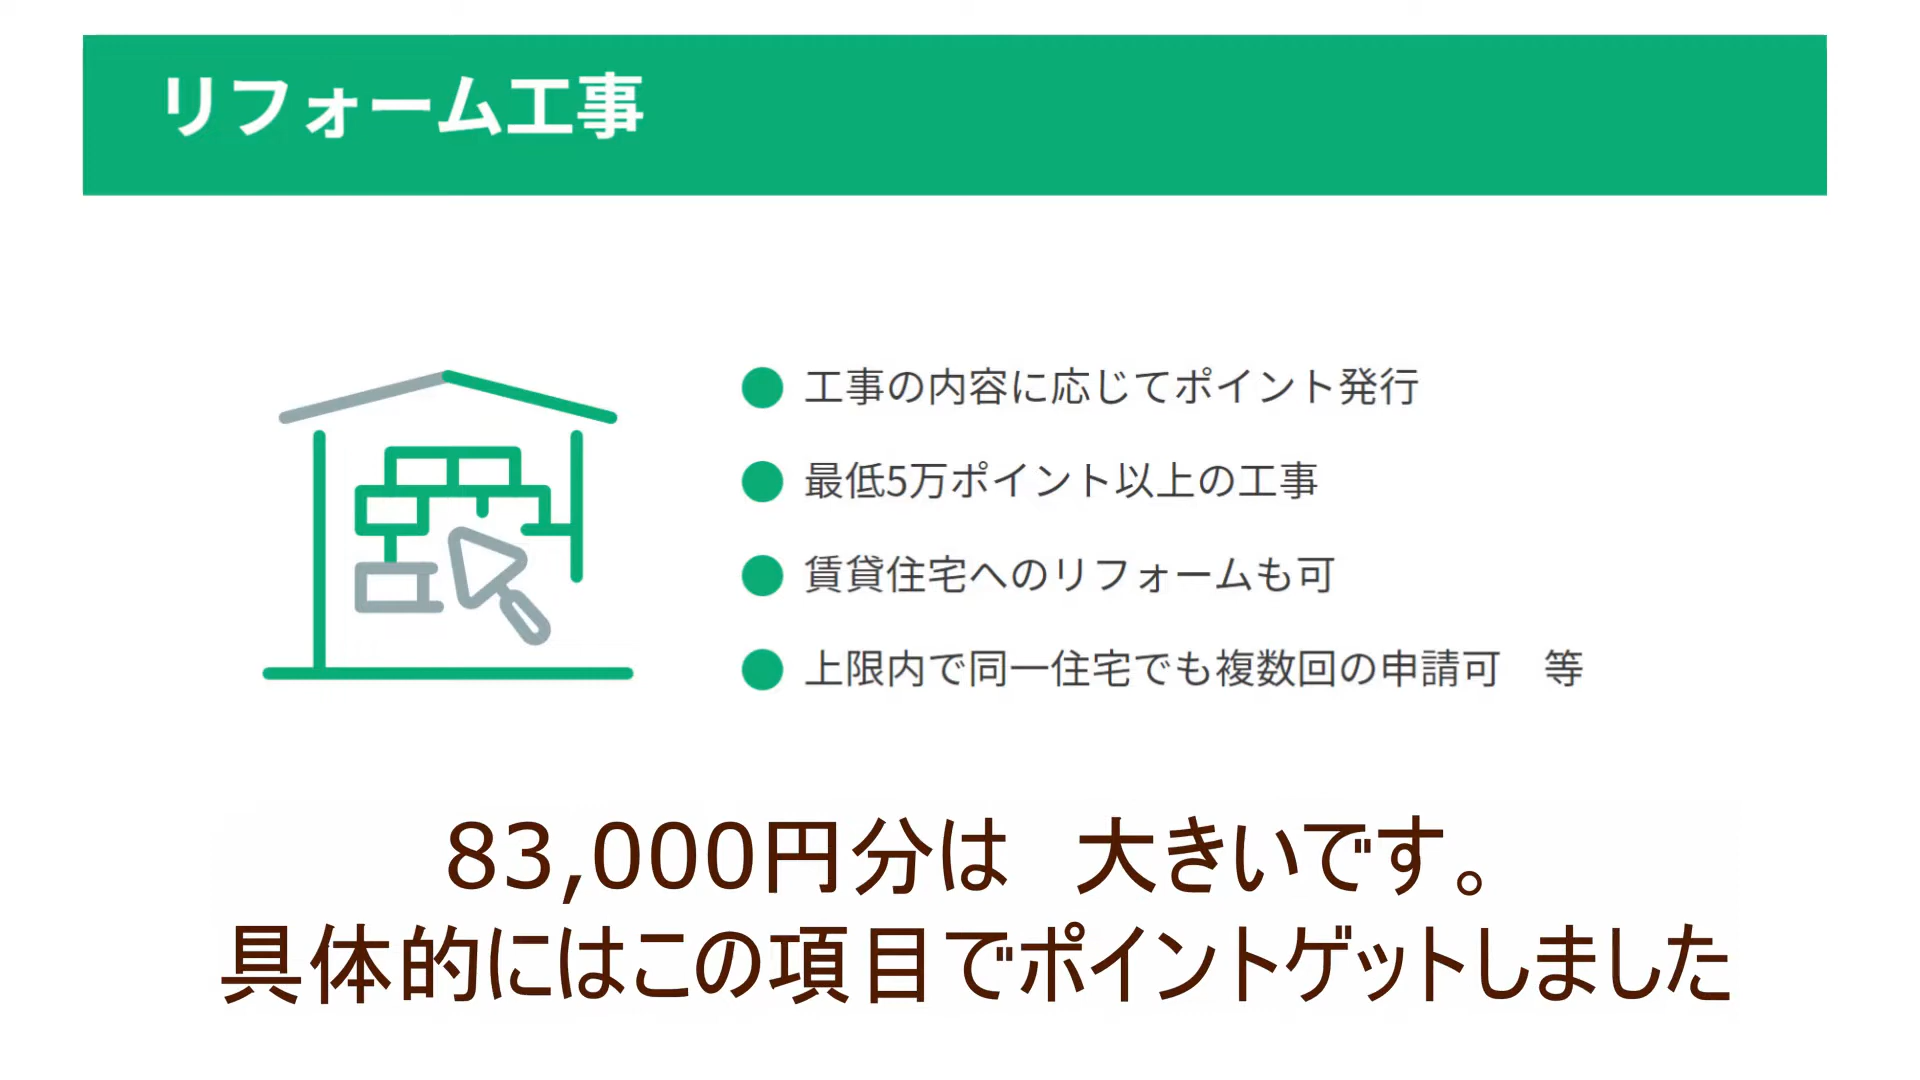 リフォーム工事
工事の内容に応じてポイント発行
最低5万ポイント以上の工事
賃貸住宅へのリフォームも可
上限内で同一住宅でも複数回の申請可　等
83,000円分は　大きいです。
具体的にはこの項目でポイントゲットしました